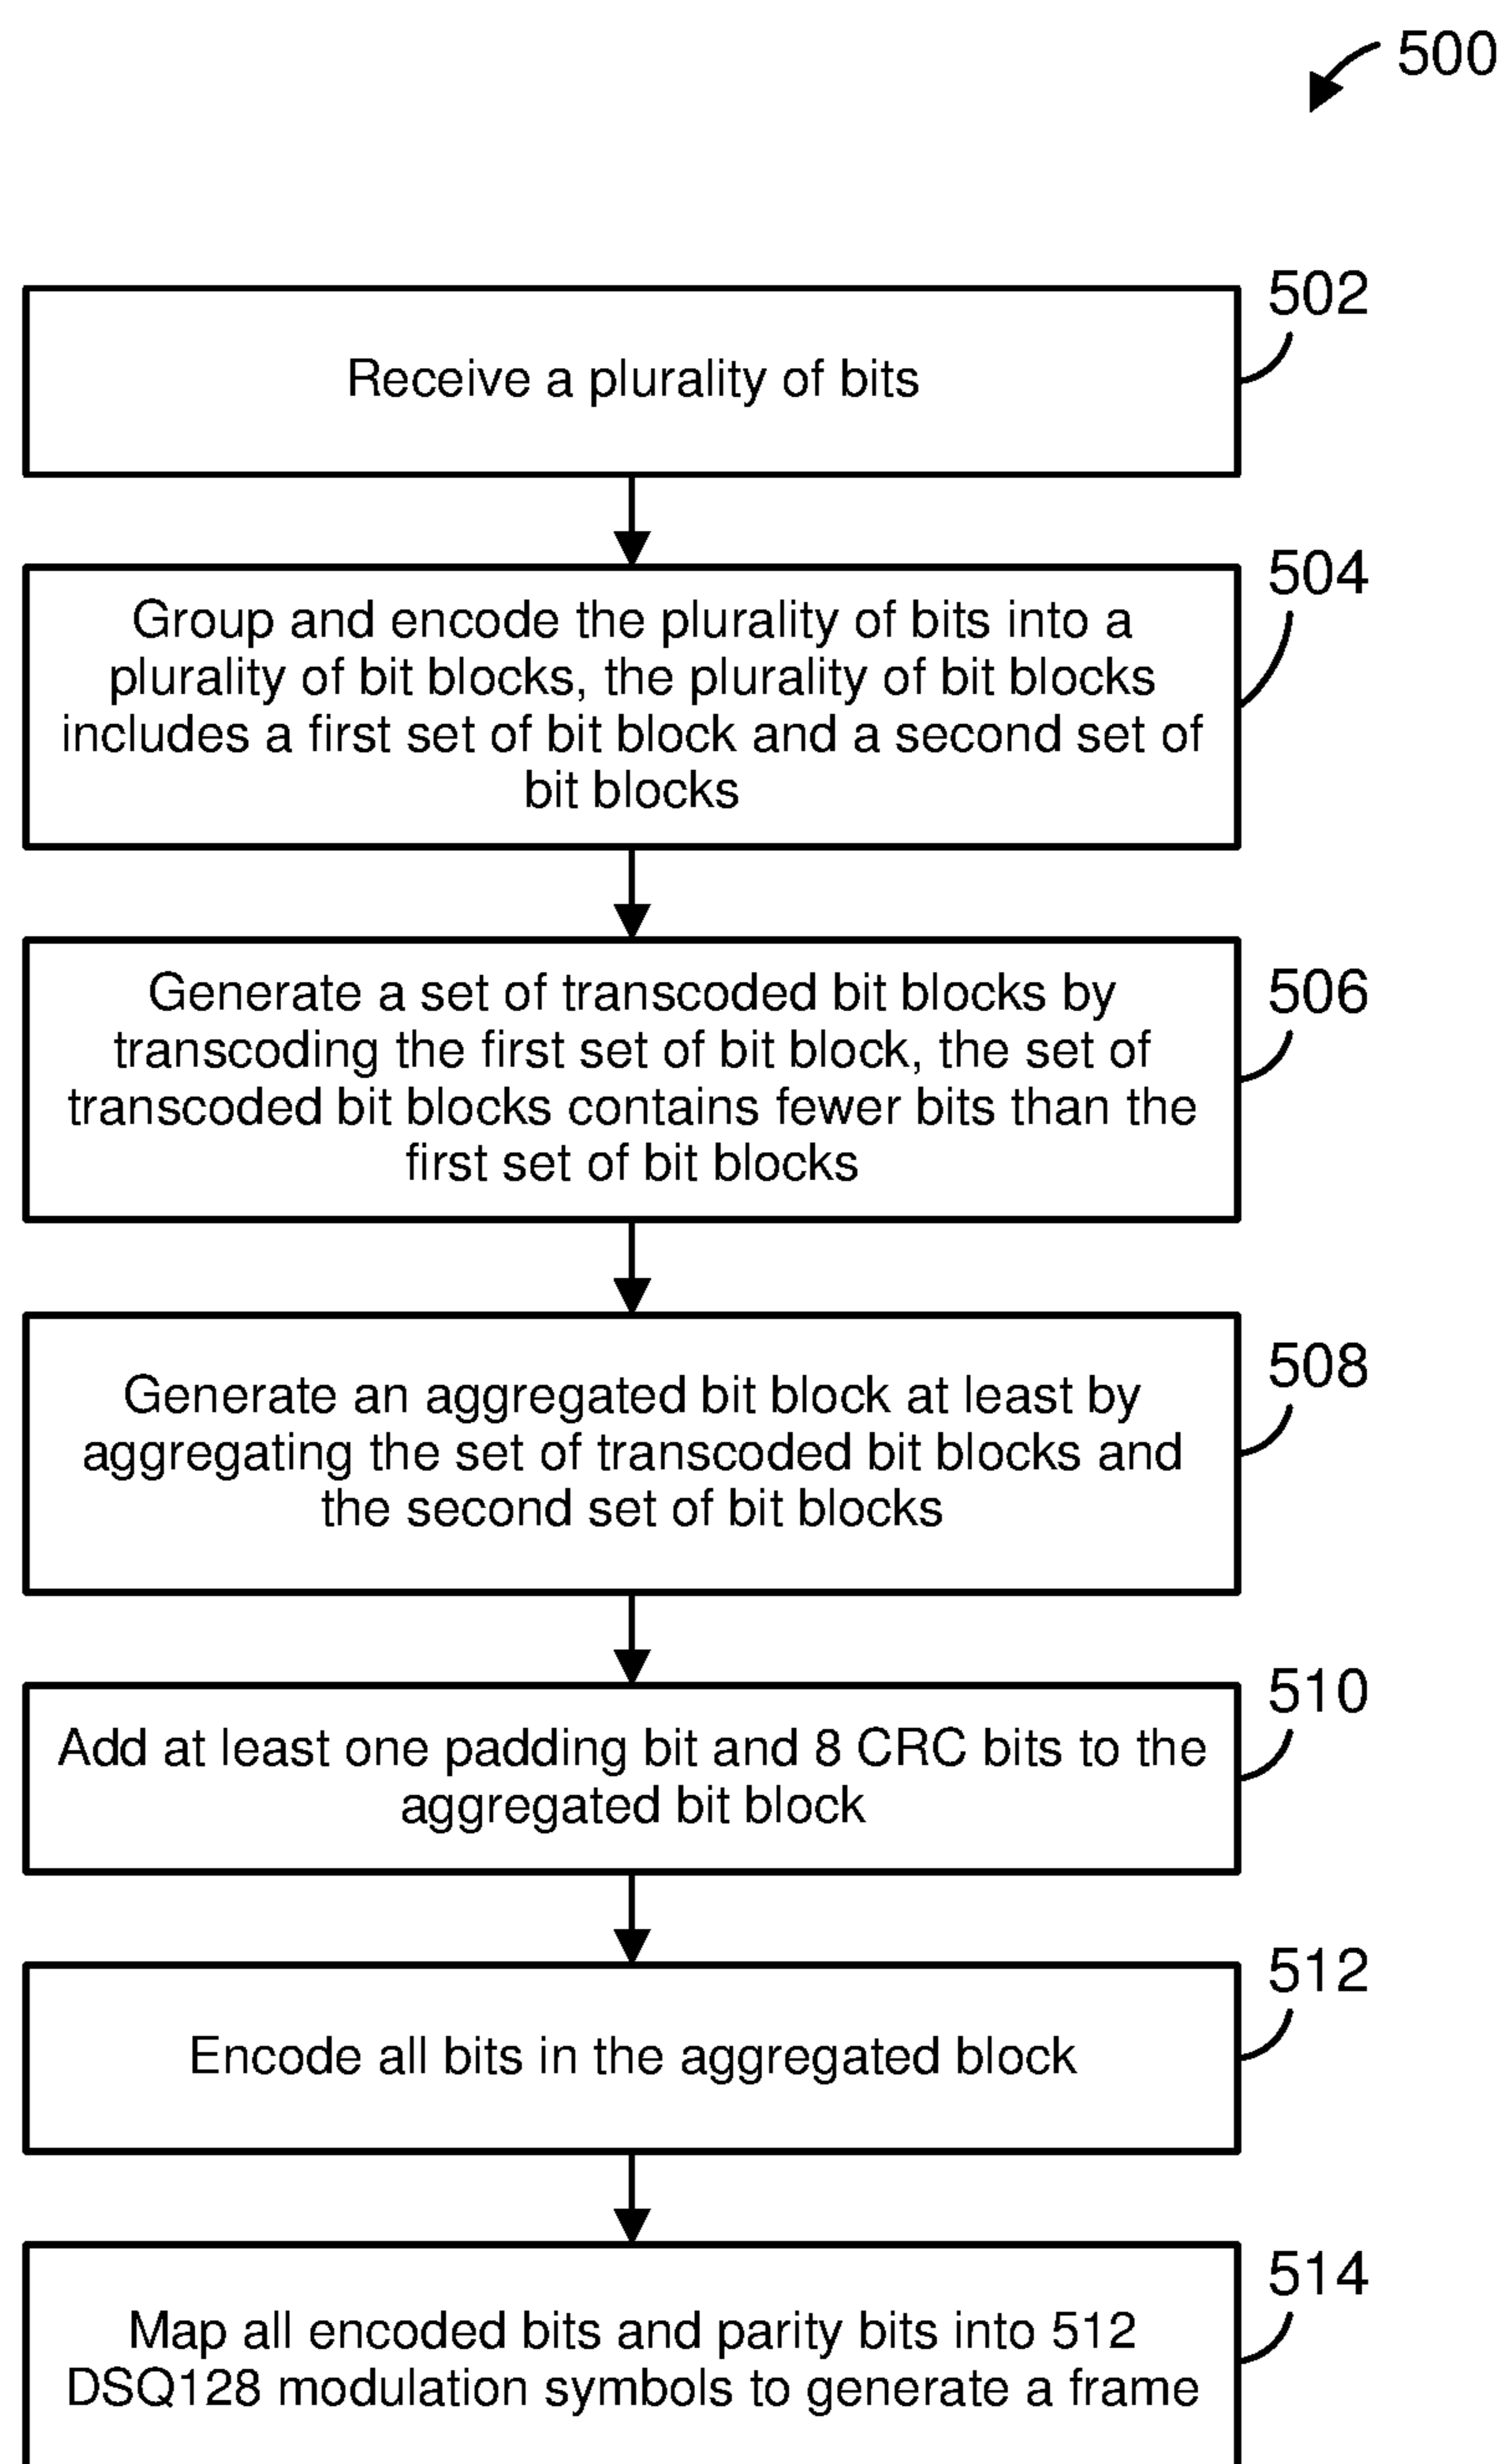 500
502
Receive a plurality of bits
504
Group and encode the plurality of bits into a
plurality of bit blocks, the plurality of bit blocks
includes a first set of bit block and a second set of
bit blocks
506
Generate a set of transcoded bit blocks by
transcoding the first set of bit block, the set of
transcoded bit blocks contains fewer bits than the
first set of bit blocks
508
Generate an aggregated bit block at least by
aggregating the set of transcoded bit blocks and
the second set of bit blocks
510
Add at least one padding bit and 8 CRC bits to the
aggregated bit block
512
Encode all bits in the aggregated block
514
Map all encoded bits and parity bits into 512
DSQ128 modulation symbols to generate a frame